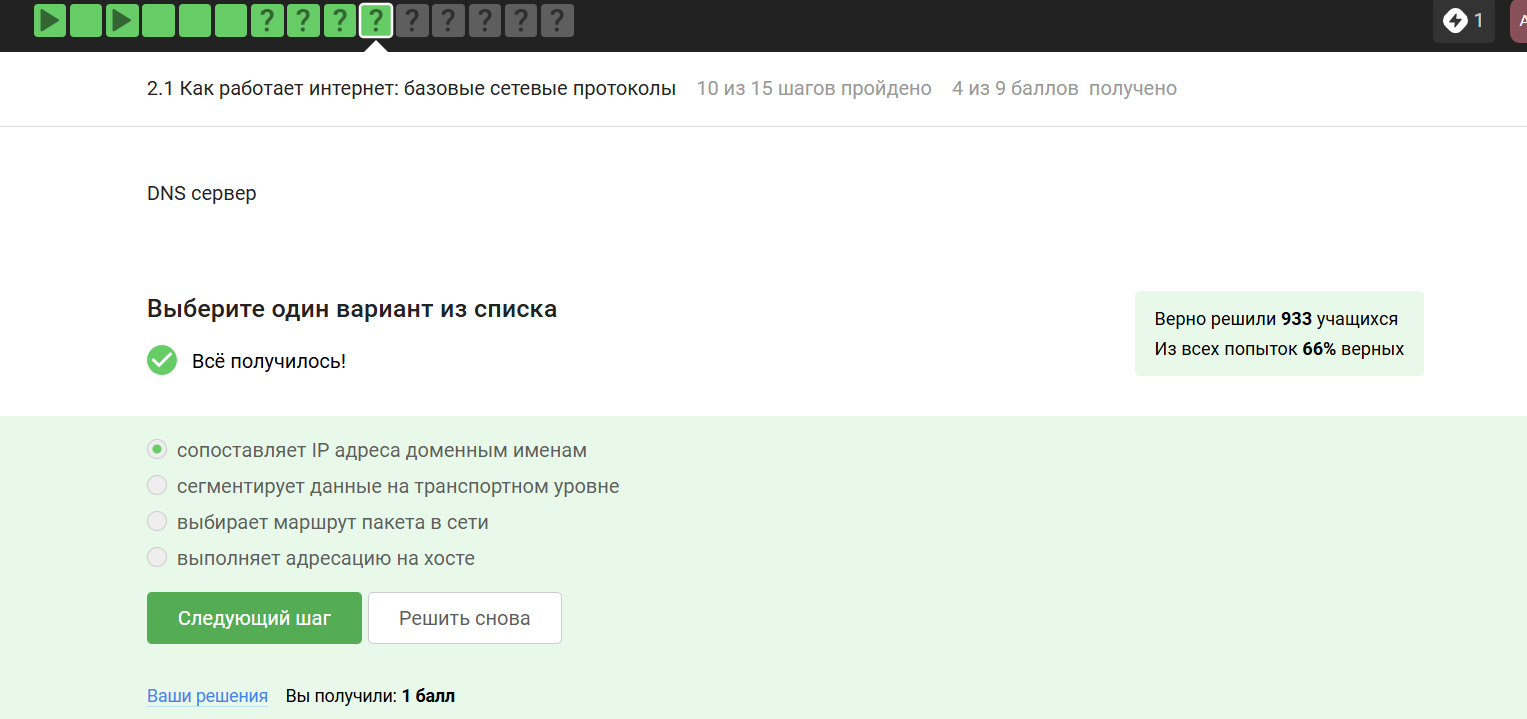 ? ? ? ? ? ? ? ? ?
1
A
2.1 Как работает интернет: базовые сетевые протоколы 10 из 15 шагов пройдено 4 из 9 баллов получено
DNS сервер
Выберите один вариант из списка
Всё получилось!
Верно решили 933 учащихся
Из всех попыток 66% верных
сопоставляет IP адреса доменным именам
сегментирует данные на транспортном уровне
выбирает маршрут пакета в сети
выполняет адресацию на хосте
Следующий шаг
Решить снова
Ваши решения Вы получили: 1 балл